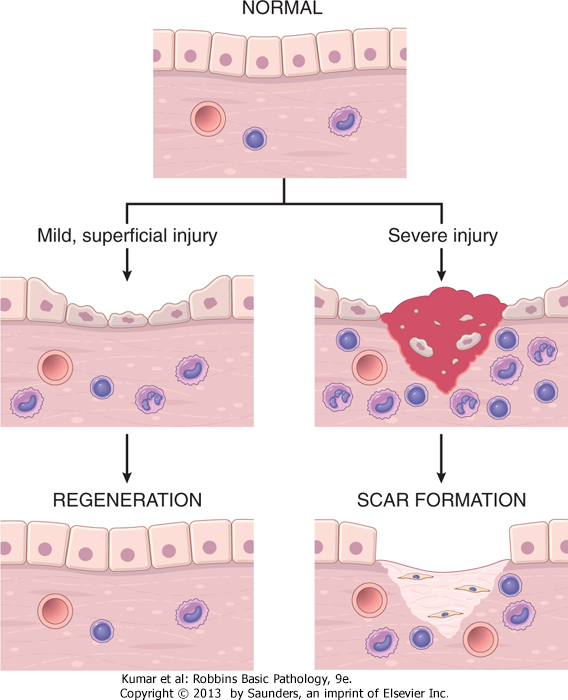 NORMAL
Mild, superficial injury
Severe injury
REGENERATION
SCAR FORMATION
Kumar et al: Robbins Basic Pathology, 9e.
Copyright © 2013 by Saunders, an imprint of Elsevier Inc.